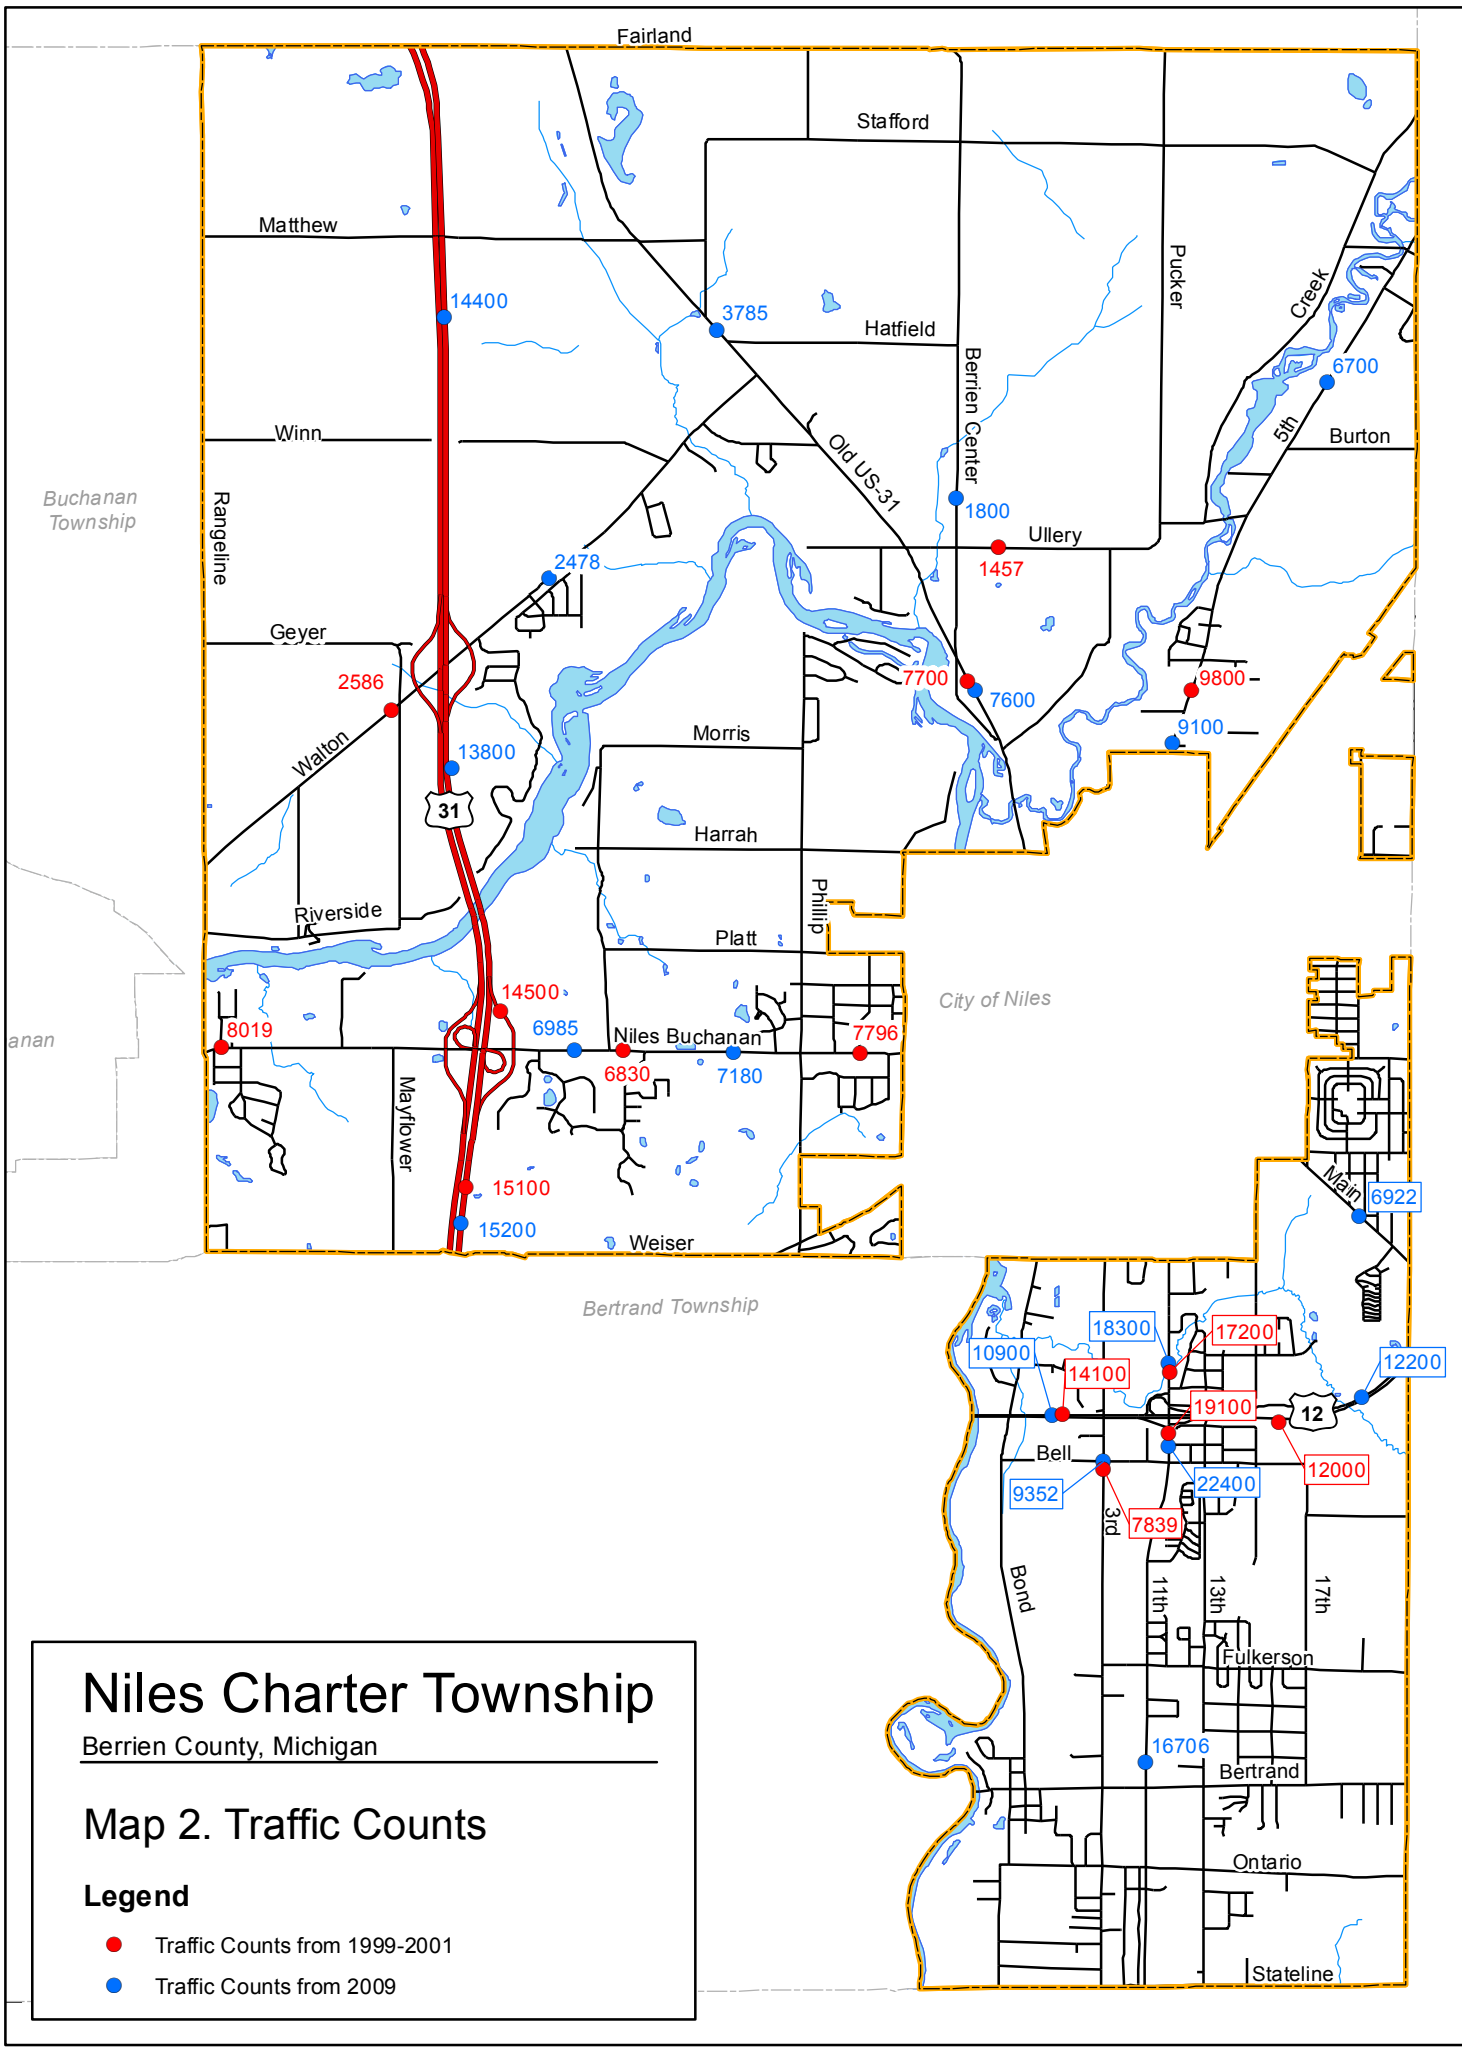 Fairland
Stafford
Matthew
Pucker
14400
3785
Creek
Hatfield
Berrien Center
6700
5th
Burton
Winn
Old US-31
Buchanan
Township
Rangeline
1800
Ullery
2478
1457
Geyer
2586
7700
7600
9800
Morris
9100
Walton
13800
31
Harrah
Phillip
Riverside
Platt
14500
City of Niles
8019
6985
Niles Buchanan
7796
anan
6830
7180
Mayflower
15100
Main
6922
15200
Weiser
Bertrand Township
18300
17200
10900
14100
12200
19100
12
Bell
12000
9352
22400
3rd
7839
Bond
11th
13th
17th
Fulkerson
16706
Bertrand
Ontario
Stateline
Niles Charter Township
Berrien County, Michigan
Map 2. Traffic Counts
Legend
Traffic Counts from 1999-2001
Traffic Counts from 2009